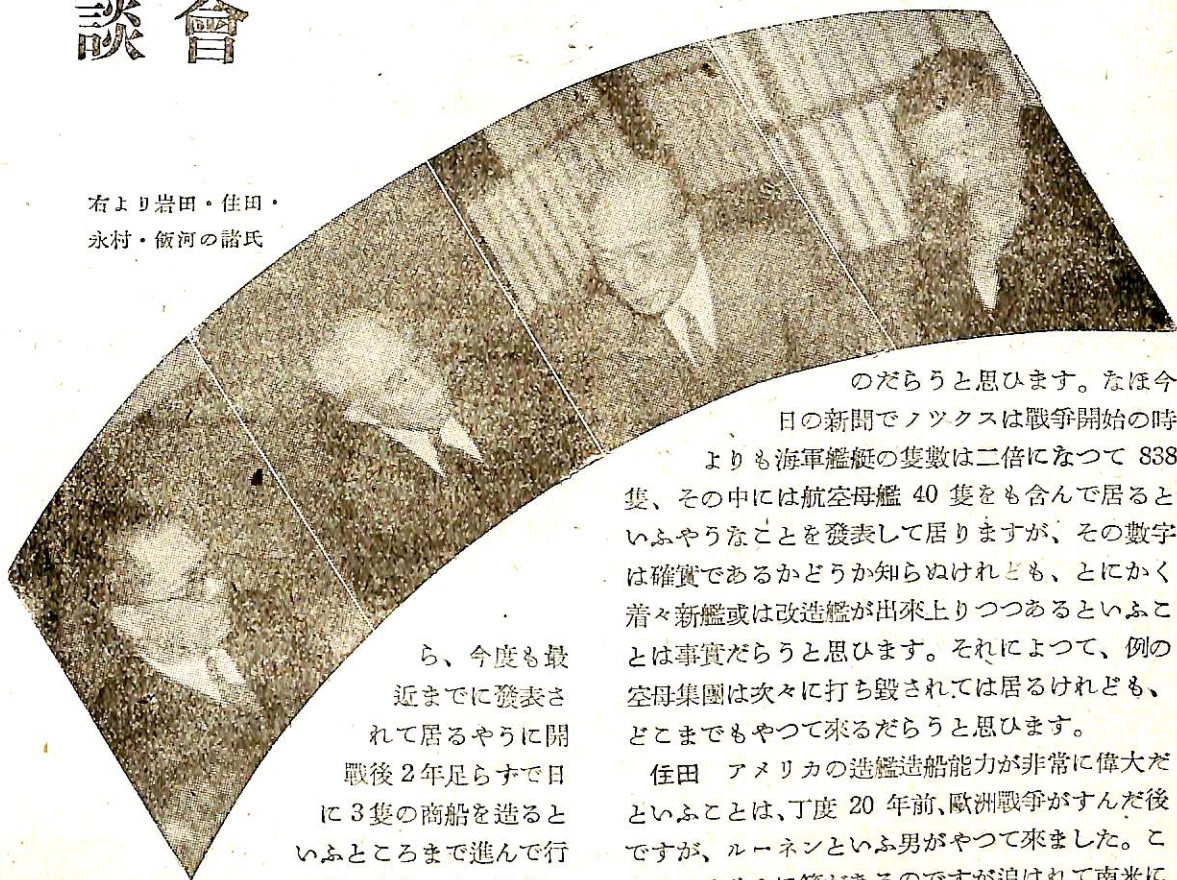 談會
右より岩田・住田・
永村・飯河の諸氏
ら、今度も最
近までに發表さ
れて居るやうに開
戰後2年足らずで日
に3隻の商船を造ると
いふところまで進んで行
のだらうと思ひます。なほ今
日の新聞でノツクスは戰爭開始の時
よりも海軍艦艇の隻數は二倍になつて 838
隻、その中には航空母艦 40 隻をも含んで居ると
いふやうなことを發表して居りますが、その數字
は確實であるかどうか知らぬけれども、とにかく
着々新艦或は改造艦が出來上りつつあるといふこ
とは事實だらうと思ひます。それによつて、例の
空母集團は次々に打ち毀されては居るけれども、
どこまでもやつて來るだらうと思ひます。
住田　アメリカの造艦造船能力が非常に偉大だ
といふことは、丁度 20 年前、歐洲戰爭がすんだ後
ですが、ルーネンといふ男がやつて來ました。こ
があるのですが追はれて南米に